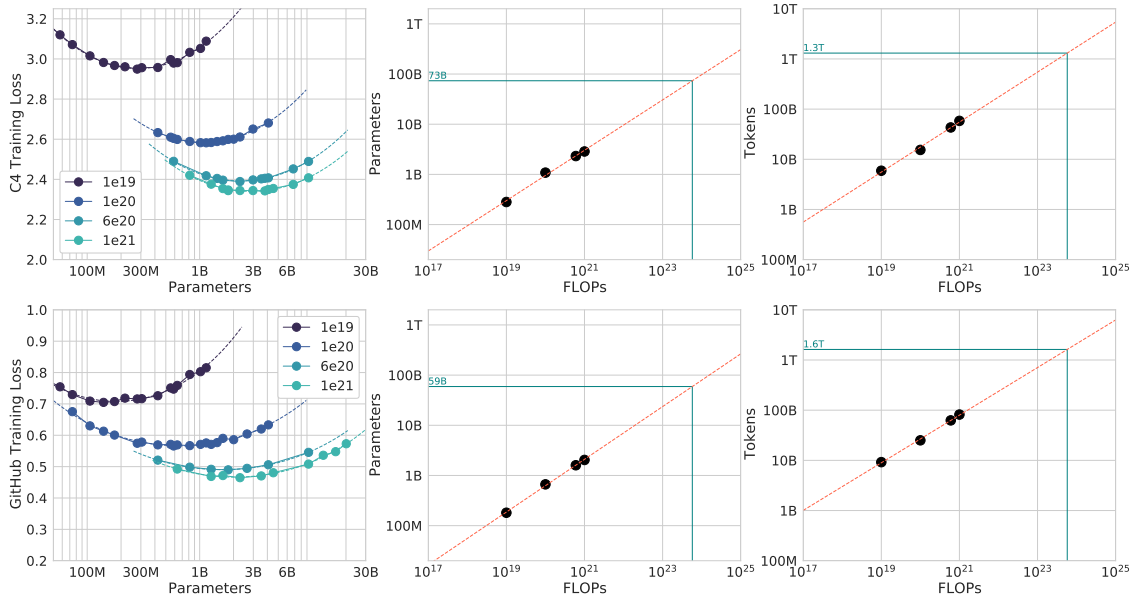 3.2
3.0
2.8
2.6
2.4
2.2
2.0
C4 Training Loss
1e19
1e20
6e20
1e21
100M 300M 1B 3B 6B 30B
Parameters
1T
100B
10B
1B
100M
Parameters
73B
10^17 10^19 10^21 10^23 10^25
FLOPs
10T
1T
100B
10B
1B
100M
Tokens
1.3T
10^17 10^19 10^21 10^23 10^25
FLOPs
1.0
0.9
0.8
0.7
0.6
0.5
0.4
0.3
0.2
GitHub Training Loss
1e19
1e20
6e20
1e21
100M 300M 1B 3B 6B 30B
Parameters
1T
100B
10B
1B
100M
Parameters
59B
10^17 10^19 10^21 10^23 10^25
FLOPs
10T
1T
100B
10B
1B
100M
Tokens
1.6T
10^17 10^19 10^21 10^23 10^25
FLOPs